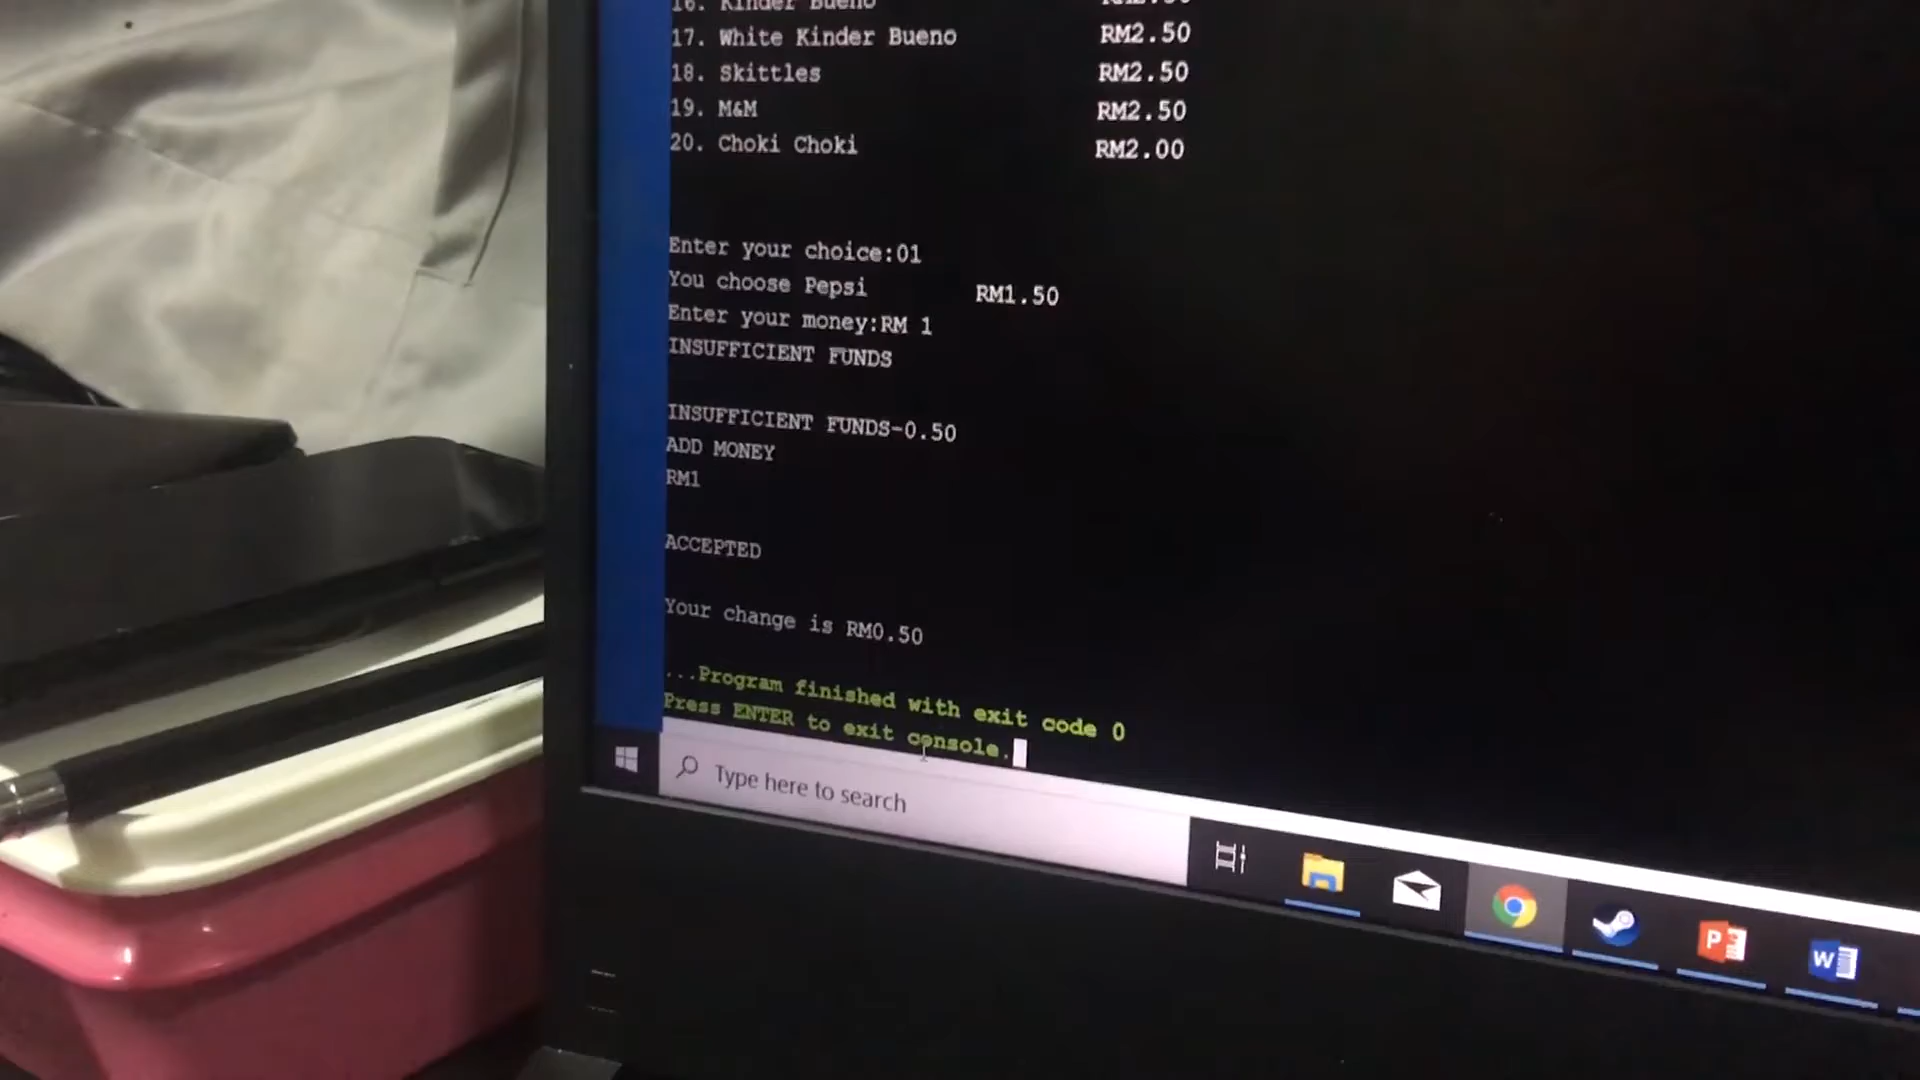 16. Kinder Bueno
17. White Kinder Bueno RM2.50
18. Skittles RM2.50
19. M&M RM2.50
20. Choki Choki RM2.00
Enter your choice:01
You choose Pepsi RM1.50
Enter your money:RM 1
INSUFFICIENT FUNDS
INSUFFICIENT FUNDS-0.50
ADD MONEY
RM1
ACCEPTED
Your change is RM0.50
...Program finished with exit code 0
Press ENTER to exit console.
Type here to search
P
W